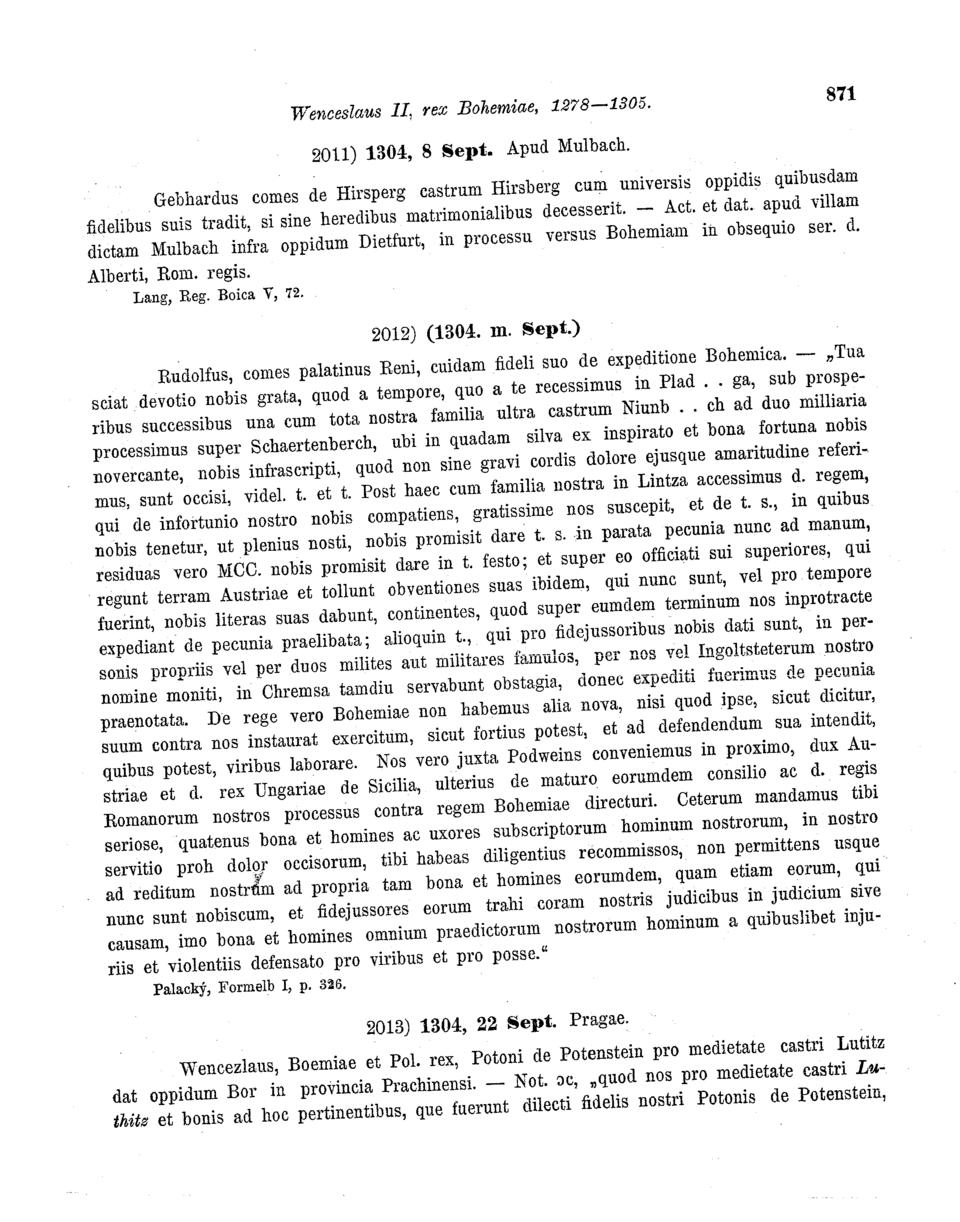 Wenceslaus II, rex Bohemiae, 1278—1305.
871
2011) 1304, 8 Sept. Apud Mulbach.
Gebhardus comes de Hirsperg castrum Hirsberg cum universis oppidis quibusdam
fidelibus suis tradit, si sine heredibus matrimonialibus decesserit. — Act. et dat. apud villam
dictam Mulbach infra oppidum Dietfurt, in processu versus Bohemiam in obsequio ser. d.
Alberti, Rom. regis.
Lang, Reg. Boica V, 72.
2012) (1304. m. Sept.)
Rudolfus, comes palatinus Reni, cuidam fideli suo de expeditione Bohemica. — „Tua
sciat devotio nobis grata, quod a tempore, quo a te recessimus in Plad . . ga, sub prospe-
ribus successibus una cum tota nostra familia ultra castrum Niunb . . ch ad duo milliaria
processimus super Schaertenberch, ubi in quadam silva ex inspirato et bona fortuna nobis
novercante, nobis infrascripti, quod non sine gravi cordis dolore ejusque amaritudine referi-
mus, sunt occisi, videl. t. et t. Post haec cum familia nostra in Lintza accessimus d. regem,
qui de infortunio nostro nobis compatiens, gratissime nos suscepit, et de t. s., in quibus
nobis tenetur, ut plenius nosti, nobis promisit dare t. s. in parata pecunia nunc ad manum,
residuas vero MCC. nobis promisit dare in t. festo; et super eo officiati sui superiores, qui
regunt terram Austriae et tollunt obventiones suas ibidem, qui nunc sunt, vel pro tempore
fuerint, nobis literas suas dabunt, continentes, quod super eumdem terminum nos inprotracte
expediant de pecunia praelibata; alioquin t., qui pro fidejussoribus nobis dati sunt, in per-
sonis propriis vel per duos milites aut militares famulos, per nos vel Ingoltsteterum nostro
nomine moniti, in Chremsa tamdiu servabunt obstagia, donec expediti fuerimus de pecunia
praenotata. De rege vero Bohemiae non habemus alia nova, nisi quod ipse, sicut dicitur,
suum contra nos instaurat exercitum, sicut fortius potest, et ad defendendum sua intendit,
quibus potest, viribus laborare. Nos vero juxta Podweins conveniemus in proximo, dux Au-
striae et d. rex Ungariae de Sicilia, ulterius de maturo eorumdem consilio ac d. regis
Romanorum nostros processus contra regem Bohemiae directuri. Ceterum mandamus tibi
seriose, quatenus bona et homines ac uxores subscriptorum hominum nostrorum, in nostro
servitio proh dolor occisorum, tibi habeas diligentius recommissos, non permittens usque
ad reditum nostrum ad propria tam bona et homines eorumdem, quam etiam eorum, qui
nunc sunt nobiscum, et fidejussores eorum trahi coram nostris judicibus in judicium sive
causam, imo bona et homines omnium praedictorum nostrorum hominum a quibuslibet inju-
riis et violentiis defensato pro viribus et pro posse.“
Palacký, Formelb I, p. 326.
2013) 1304, 22 Sept. Pragae.
Wencezlaus, Boemiae et Pol. rex, Potoni de Potenstein pro medietate castri Lutitz
dat oppidum Bor in provincia Prachinensi. — Not. ɔc, „quod nos pro medietate castri Lu-
thitz et bonis ad hoc pertinentibus, que fuerunt dilecti fidelis nostri Potonis de Potenstein,